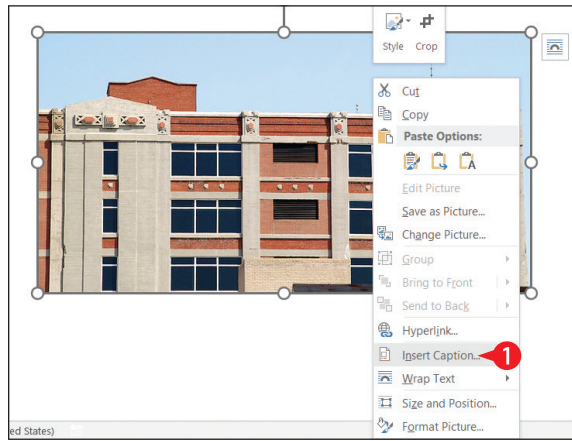 Style Crop
Cut
Copy
Paste Options:
A
Edit Picture
Save as Picture...
Change Picture...
Group
Bring to Front
Send to Back
Hyperlink...
Insert Caption...
1
Wrap Text
Size and Position...
Format Picture...
ed States)